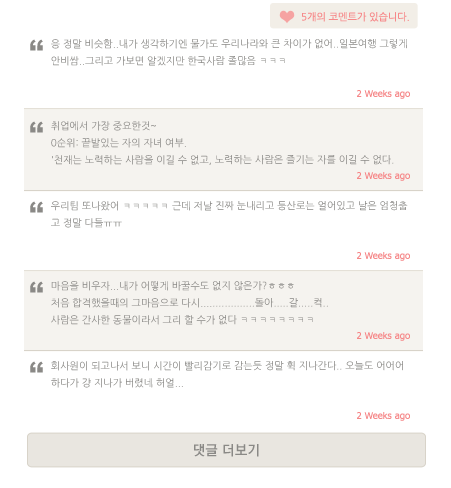 5개의 코멘트가 있습니다.
응 정말 비슷함..내가 생각하기엔 물가도 우리나라와 큰 차이가 없어..일본여행 그렇게
안비쌈..그리고 가보면 알겠지만 한국사람 졸많음 ㅋㅋㅋ
2 Weeks ago
취업에서 가장 중요한것~
0순위: 끝발있는 자의 자녀 여부.
'천재는 노력하는 사람을 이길 수 없고, 노력하는 사람은 즐기는 자를 이길 수 없다.
2 Weeks ago
우리팀 또나왔어 ㅋㅋㅋㅋㅋ 근데 저날 진짜 눈내리고 등산로는 얼어있고 날은 엄청춥
고 정말 다들ㅠㅠ
2 Weeks ago
마음을 비우자...내가 어떻게 바꿀수도 없지 않은가?ㅎㅎㅎ
처음 합격했을때의 그마음으로 다시.................돌아.....갈.....컥..
사람은 간사한 동물이라서 그리 할 수가 없다 ㅋㅋㅋㅋㅋㅋㅋㅋ
2 Weeks ago
회사원이 되고나서 보니 시간이 빨리감기로 감는듯 정말 휙 지나간다.. 오늘도 어어어
하다가 걍 지나가 버렸네 허얼...
2 Weeks ago
댓글 더보기